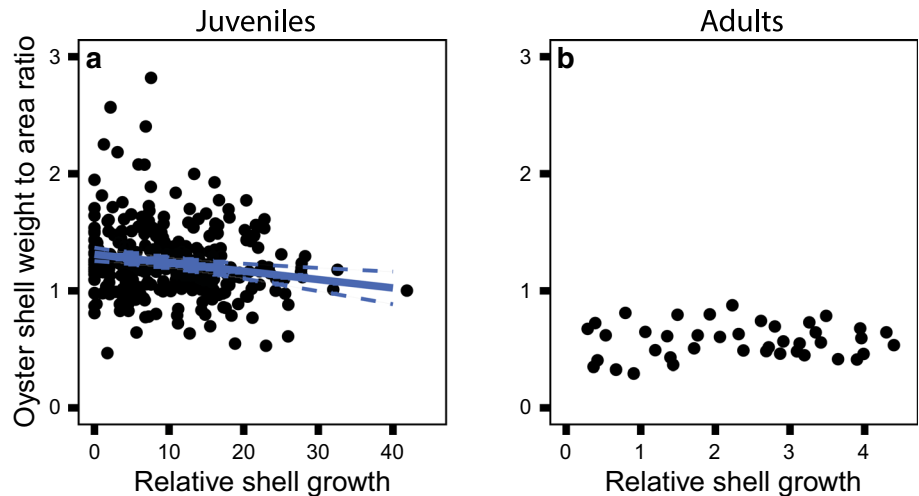 Juveniles
Adults
Oyster shell weight to area ratio
a
3
2
1
0
0 10 20 30 40
Relative shell growth
b
3
2
1
0
0 1 2 3 4
Relative shell growth